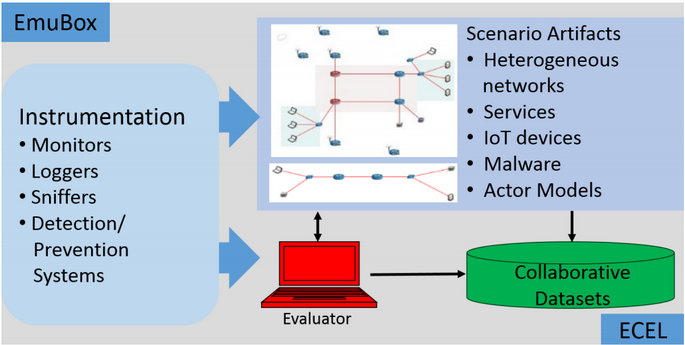 EmuBox
Instrumentation
• Monitors
• Loggers
• Sniffers
• Detection/
Prevention
Systems
Scenario Artifacts
• Heterogeneous
networks
• Services
• IoT devices
• Malware
• Actor Models
Evaluator
Collaborative
Datasets
ECEL